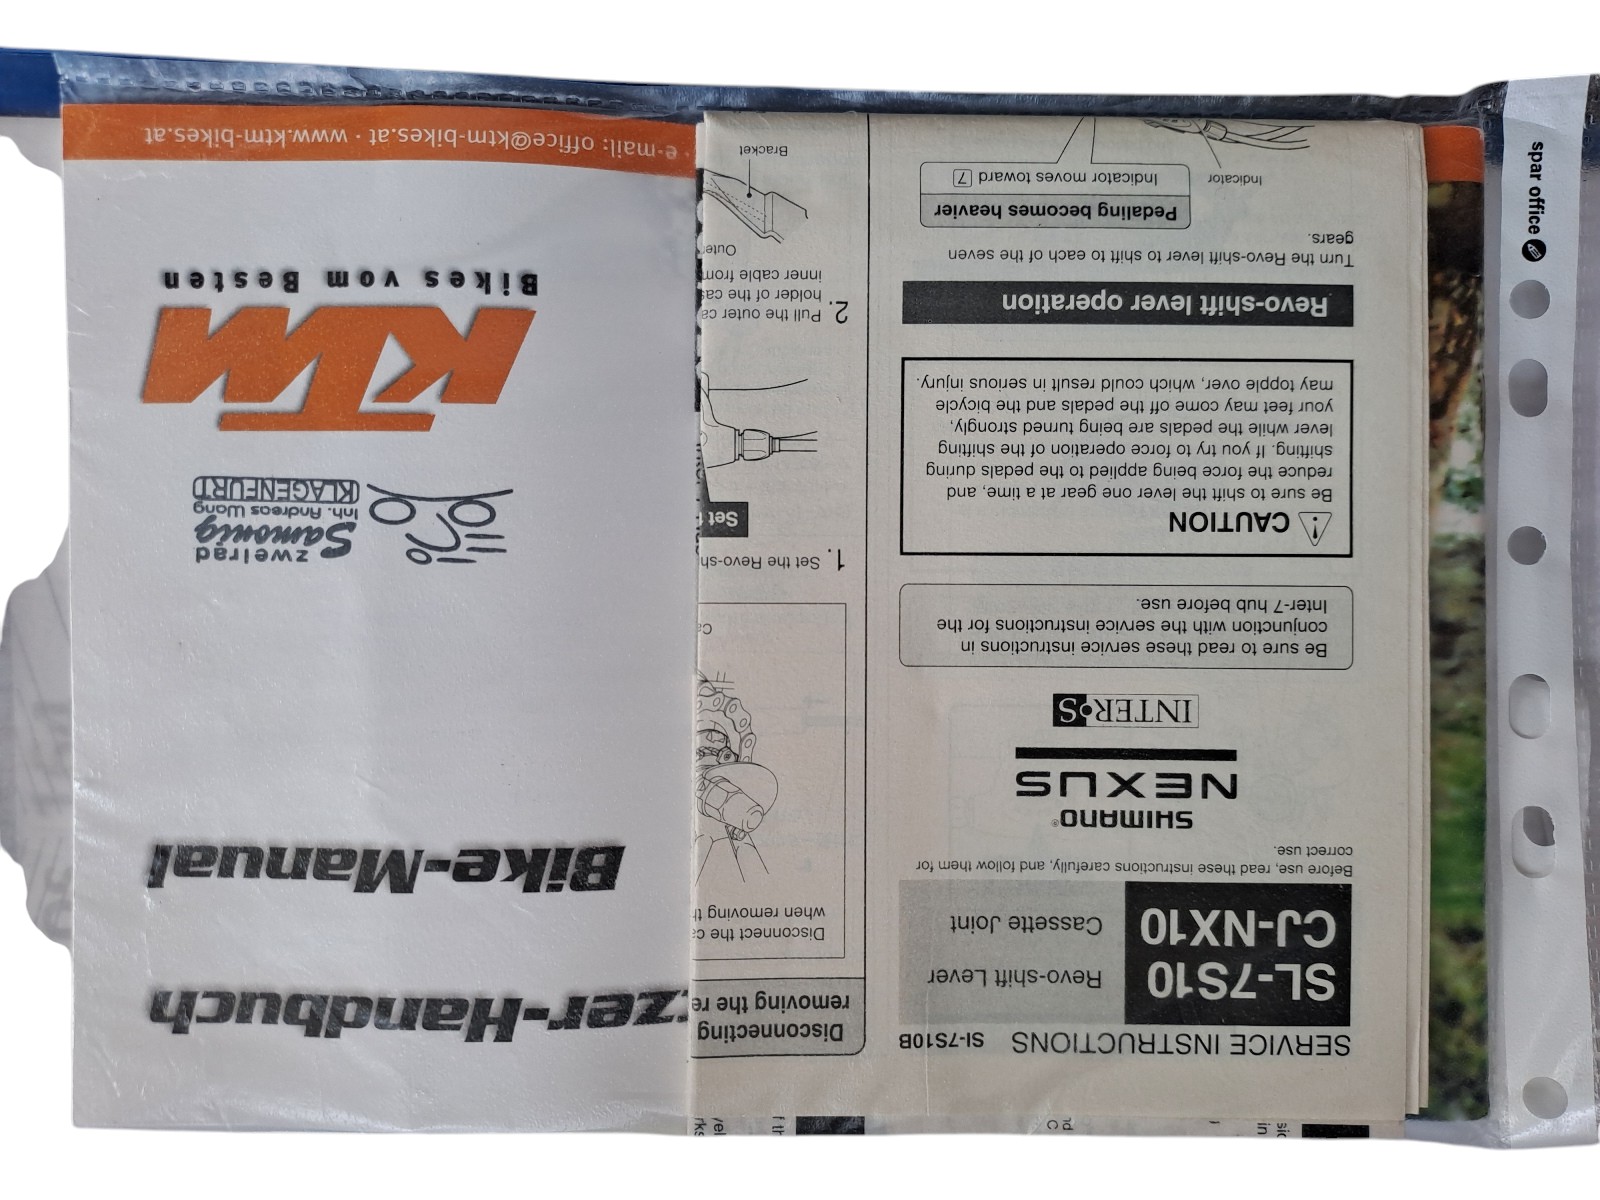 SERVICE INSTRUCTIONS SI-7S10B
SL-7S10 Revo-shift Lever
CJ-NX10 Cassette Joint
Before use, read these instructions carefully, and follow them for
correct use.
SHIMANO®
NEXUS
INTER•S
Be sure to read these service instructions in
conjunction with the service instructions for the
Inter-7 hub before use.
CAUTION
Be sure to shift the lever one gear at a time, and
reduce the force being applied to the pedals during
shifting. If you try to force operation of the shifting
lever while the pedals are being turned strongly,
your feet may come off the pedals and the bicycle
may topple over, which could result in serious injury.
Revo-shift lever operation
Turn the Revo-shift lever to shift to each of the seven
gears.
Pedaling becomes heavier
Indicator moves toward 7
Indicator
Disconnecting
removing the re
Disconnect the ca
when removing th
Ca
1. Set the Revo-sh
Set
2. Pull the outer ca
holder of the cas
inner cable from
Outer
Bracket
zer-Handbuch
Bike-Manual
zweirad
Samonig
Inh. Andreas Wang
KLAGENFURT
KTM
Bikes vom Besten
e-mail: office@ktm-bikes.at · www.ktm-bikes.at
spar office